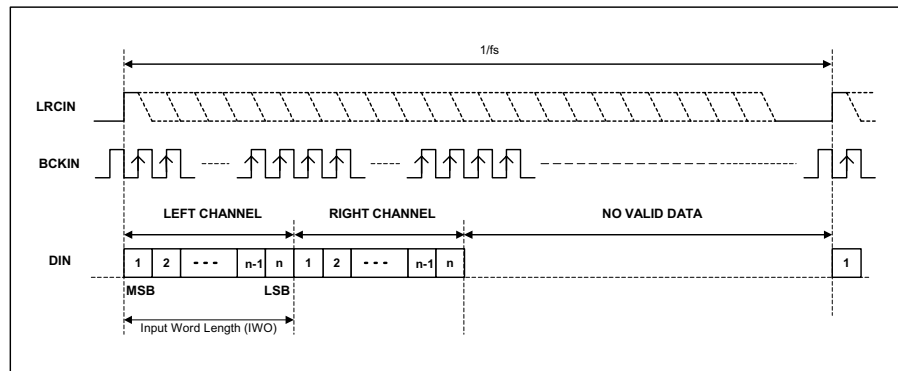 1/fs
LRCIN
BCKIN
LEFT CHANNEL RIGHT CHANNEL NO VALID DATA
DIN 1 2 --- n-1 n 1 2 --- n-1 n 1
MSB LSB
Input Word Length (IWO)